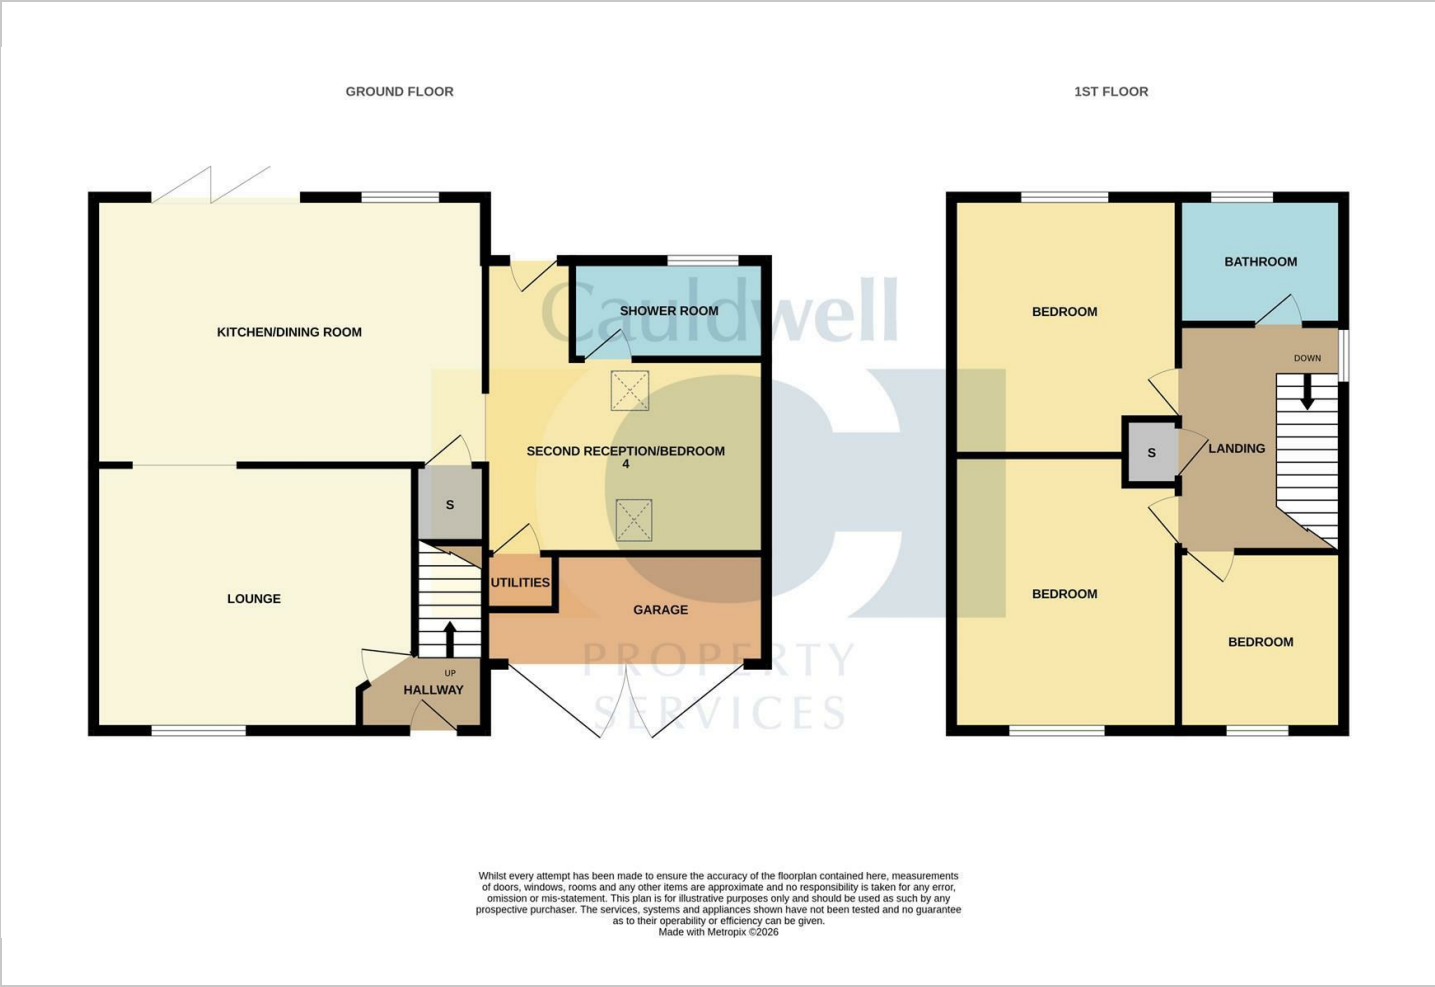 GROUND FLOOR
1ST FLOOR
KITCHEN/DINING ROOM
SHOWER ROOM
SECOND RECEPTION/BEDROOM
4
S
LOUNGE
UTILITIES
GARAGE
UP
HALLWAY
BEDROOM
BATHROOM
DOWN
S
LANDING
BEDROOM
BEDROOM
Cauldwell
PROPERTY
SERVICES
Whilst every attempt has been made to ensure the accuracy of the floorplan contained here, measurements
of doors, windows, rooms and any other items are approximate and no responsibility is taken for any error,
omission or mis-statement. This plan is for illustrative purposes only and should be used as such by any
prospective purchaser. The services, systems and appliances shown have not been tested and no guarantee
as to their operability or efficiency can be given.
Made with Metropix ©2026